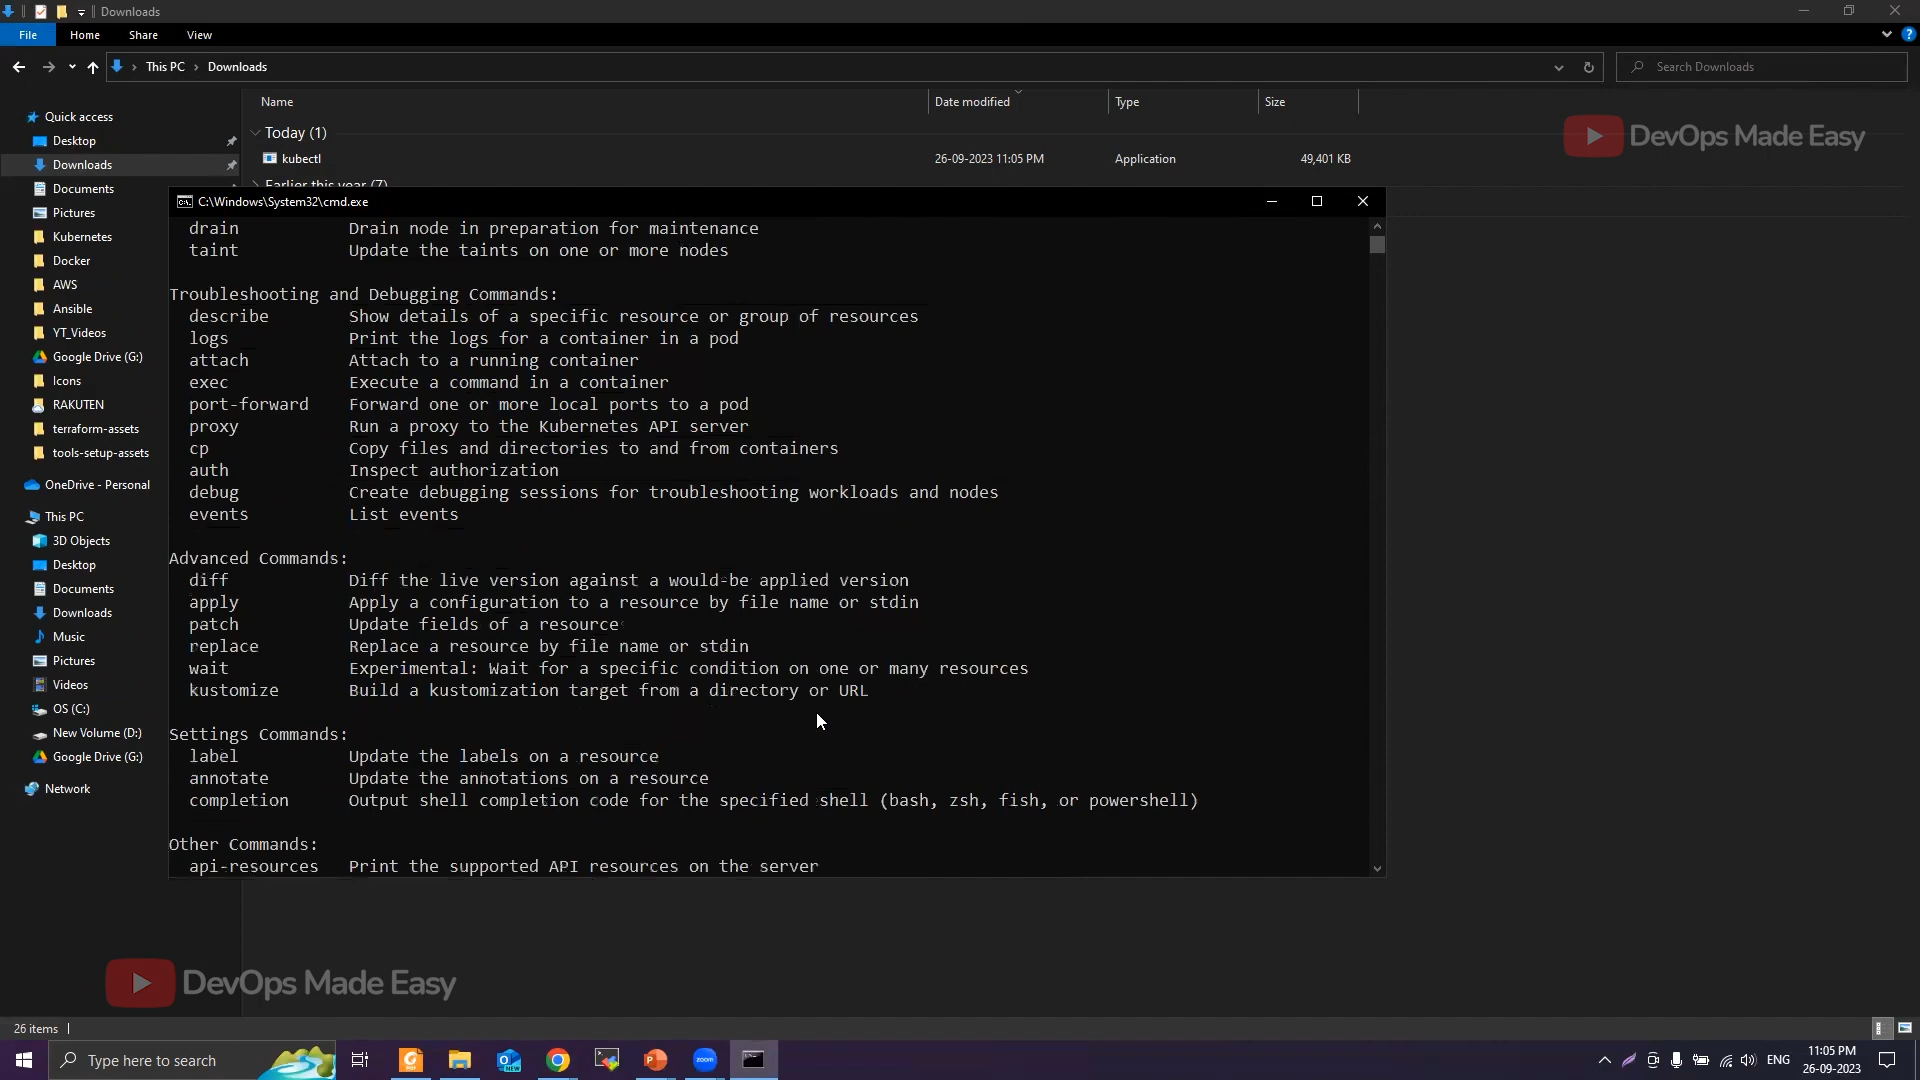 Downloads
File Home Share View
This PC > Downloads
Search Downloads
Name Date modified Type Size
Today (1)
kubectl 26-09-2023 11:05 PM Application 49,401 KB
Earlier this year (7)
DevOps Made Easy
Quick access
Desktop
Downloads
Documents
Pictures
Kubernetes
Docker
AWS
Ansible
YT_Videos
Google Drive (G:)
Icons
RAKUTEN
terraform-assets
tools-setup-assets
OneDrive - Personal
This PC
3D Objects
Desktop
Documents
Downloads
Music
Pictures
Videos
OS (C:)
New Volume (D:)
Google Drive (G:)
Network
C:\Windows\System32\cmd.exe
drain Drain node in preparation for maintenance
taint Update the taints on one or more nodes
Troubleshooting and Debugging Commands:
describe Show details of a specific resource or group of resources
logs Print the logs for a container in a pod
attach Attach to a running container
exec Execute a command in a container
port-forward Forward one or more local ports to a pod
proxy Run a proxy to the Kubernetes API server
cp Copy files and directories to and from containers
auth Inspect authorization
debug Create debugging sessions for troubleshooting workloads and nodes
events List events
Advanced Commands:
diff Diff the live version against a would-be applied version
apply Apply a configuration to a resource by file name or stdin
patch Update fields of a resource
replace Replace a resource by file name or stdin
wait Experimental: Wait for a specific condition on one or many resources
kustomize Build a kustomization target from a directory or URL
Settings Commands:
label Update the labels on a resource
annotate Update the annotations on a resource
completion Output shell completion code for the specified shell (bash, zsh, fish, or powershell)
Other Commands:
api-resources Print the supported API resources on the server
DevOps Made Easy
26 items
Type here to search
NEW
zoom
ENG
11:05 PM
26-09-2023